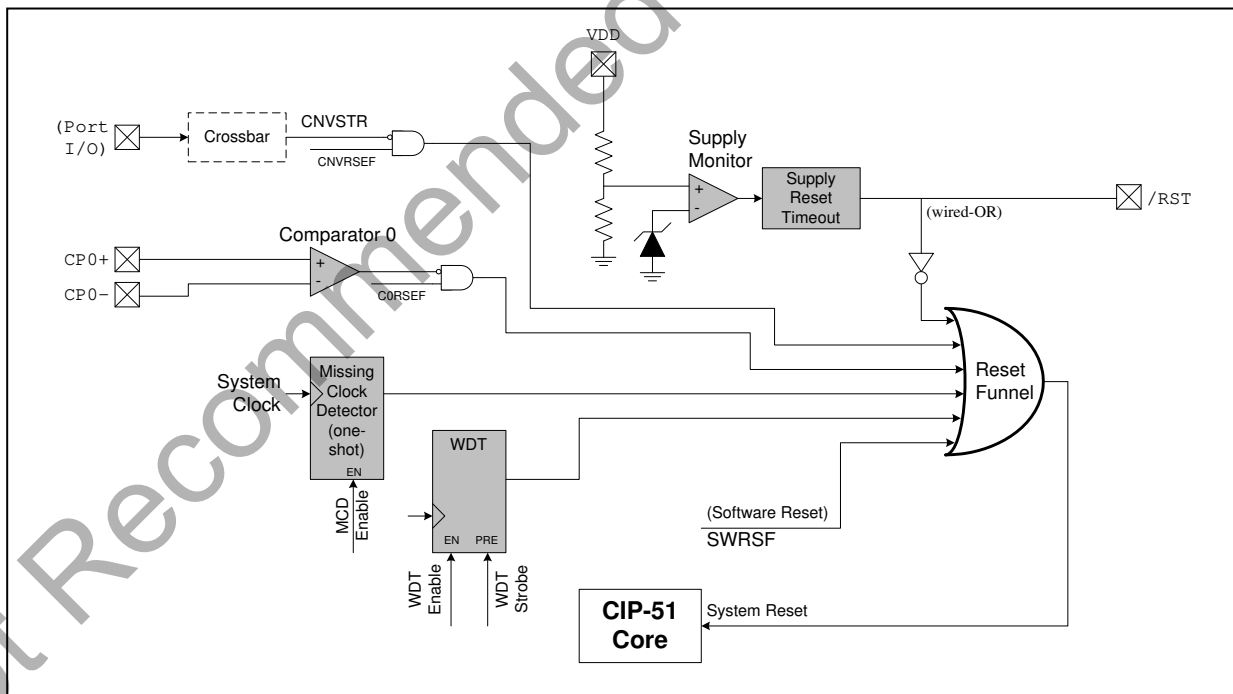 VDD
(Port
I/O)
Crossbar
CNVSTR
CNVRSEF
Supply
Monitor
+
-
Supply
Reset
Timeout
(wired-OR)
/RST
Comparator 0
CP0+
CP0-
+
-
C0RSEF
System
Clock
Missing
Clock
Detector
(one-
shot)
EN
MCD
Enable
WDT
EN
PRE
WDT
Enable
WDT
Strobe
Reset
Funnel
(Software Reset)
SWRSF
CIP-51
Core
System Reset
t Recommended